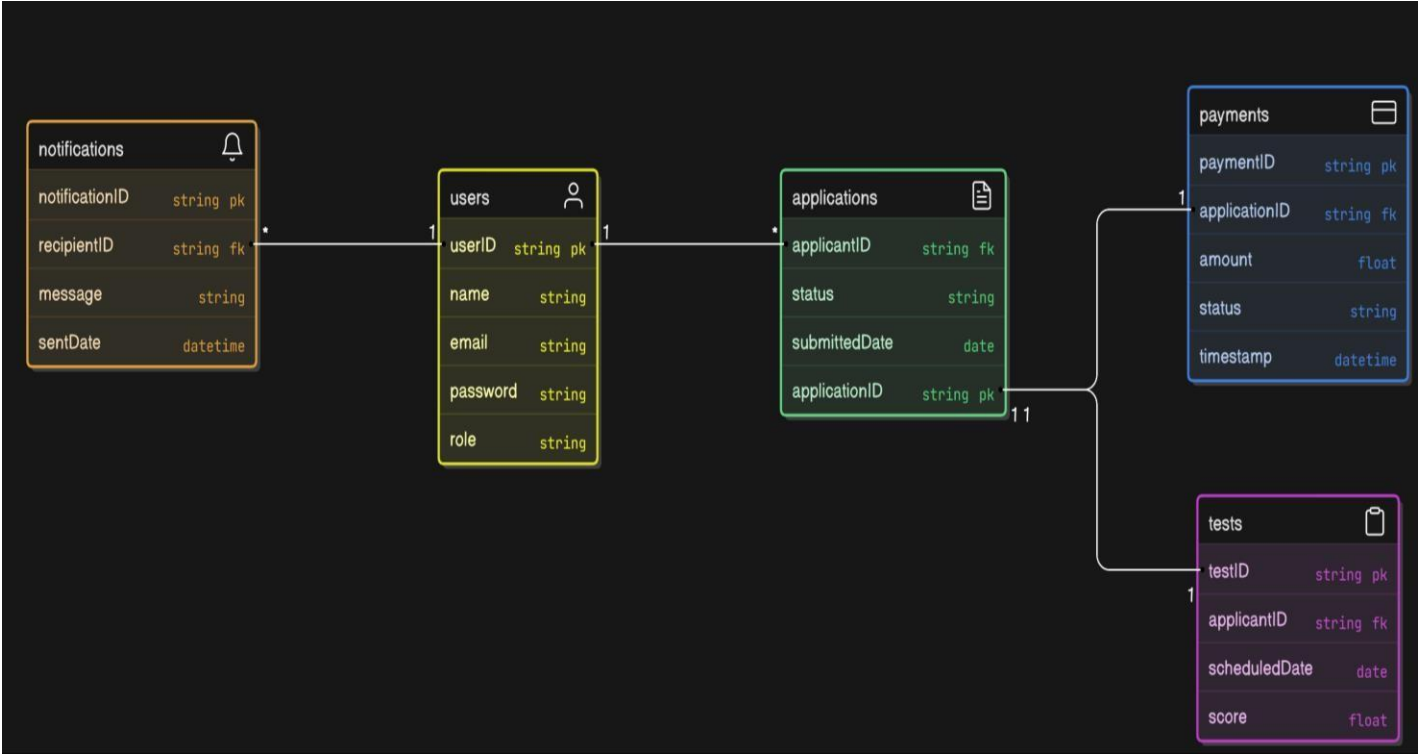 notifications
notificationID string pk
recipientID string fk
message string
sentDate datetime
*
1
users
userID string pk
name string
email string
password string
role string
1
*
applications
applicantID string fk
status string
submittedDate date
applicationID string pk
1 1
1
payments
paymentID string pk
applicationID string fk
amount float
status string
timestamp datetime
1
tests
testID string pk
applicantID string fk
scheduledDate date
score float